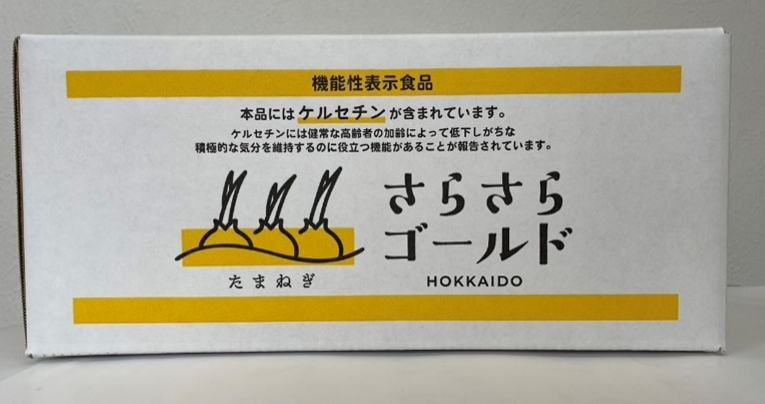 機能性表示食品
本品にはケルセチンが含まれています。
ケルセチンには健常な高齢者の加齢によって低下しがちな
積極的な気分を維持するのに役立つ機能があることが報告されています。
さらさら
ゴールド
たまねぎ
HOKKAIDO